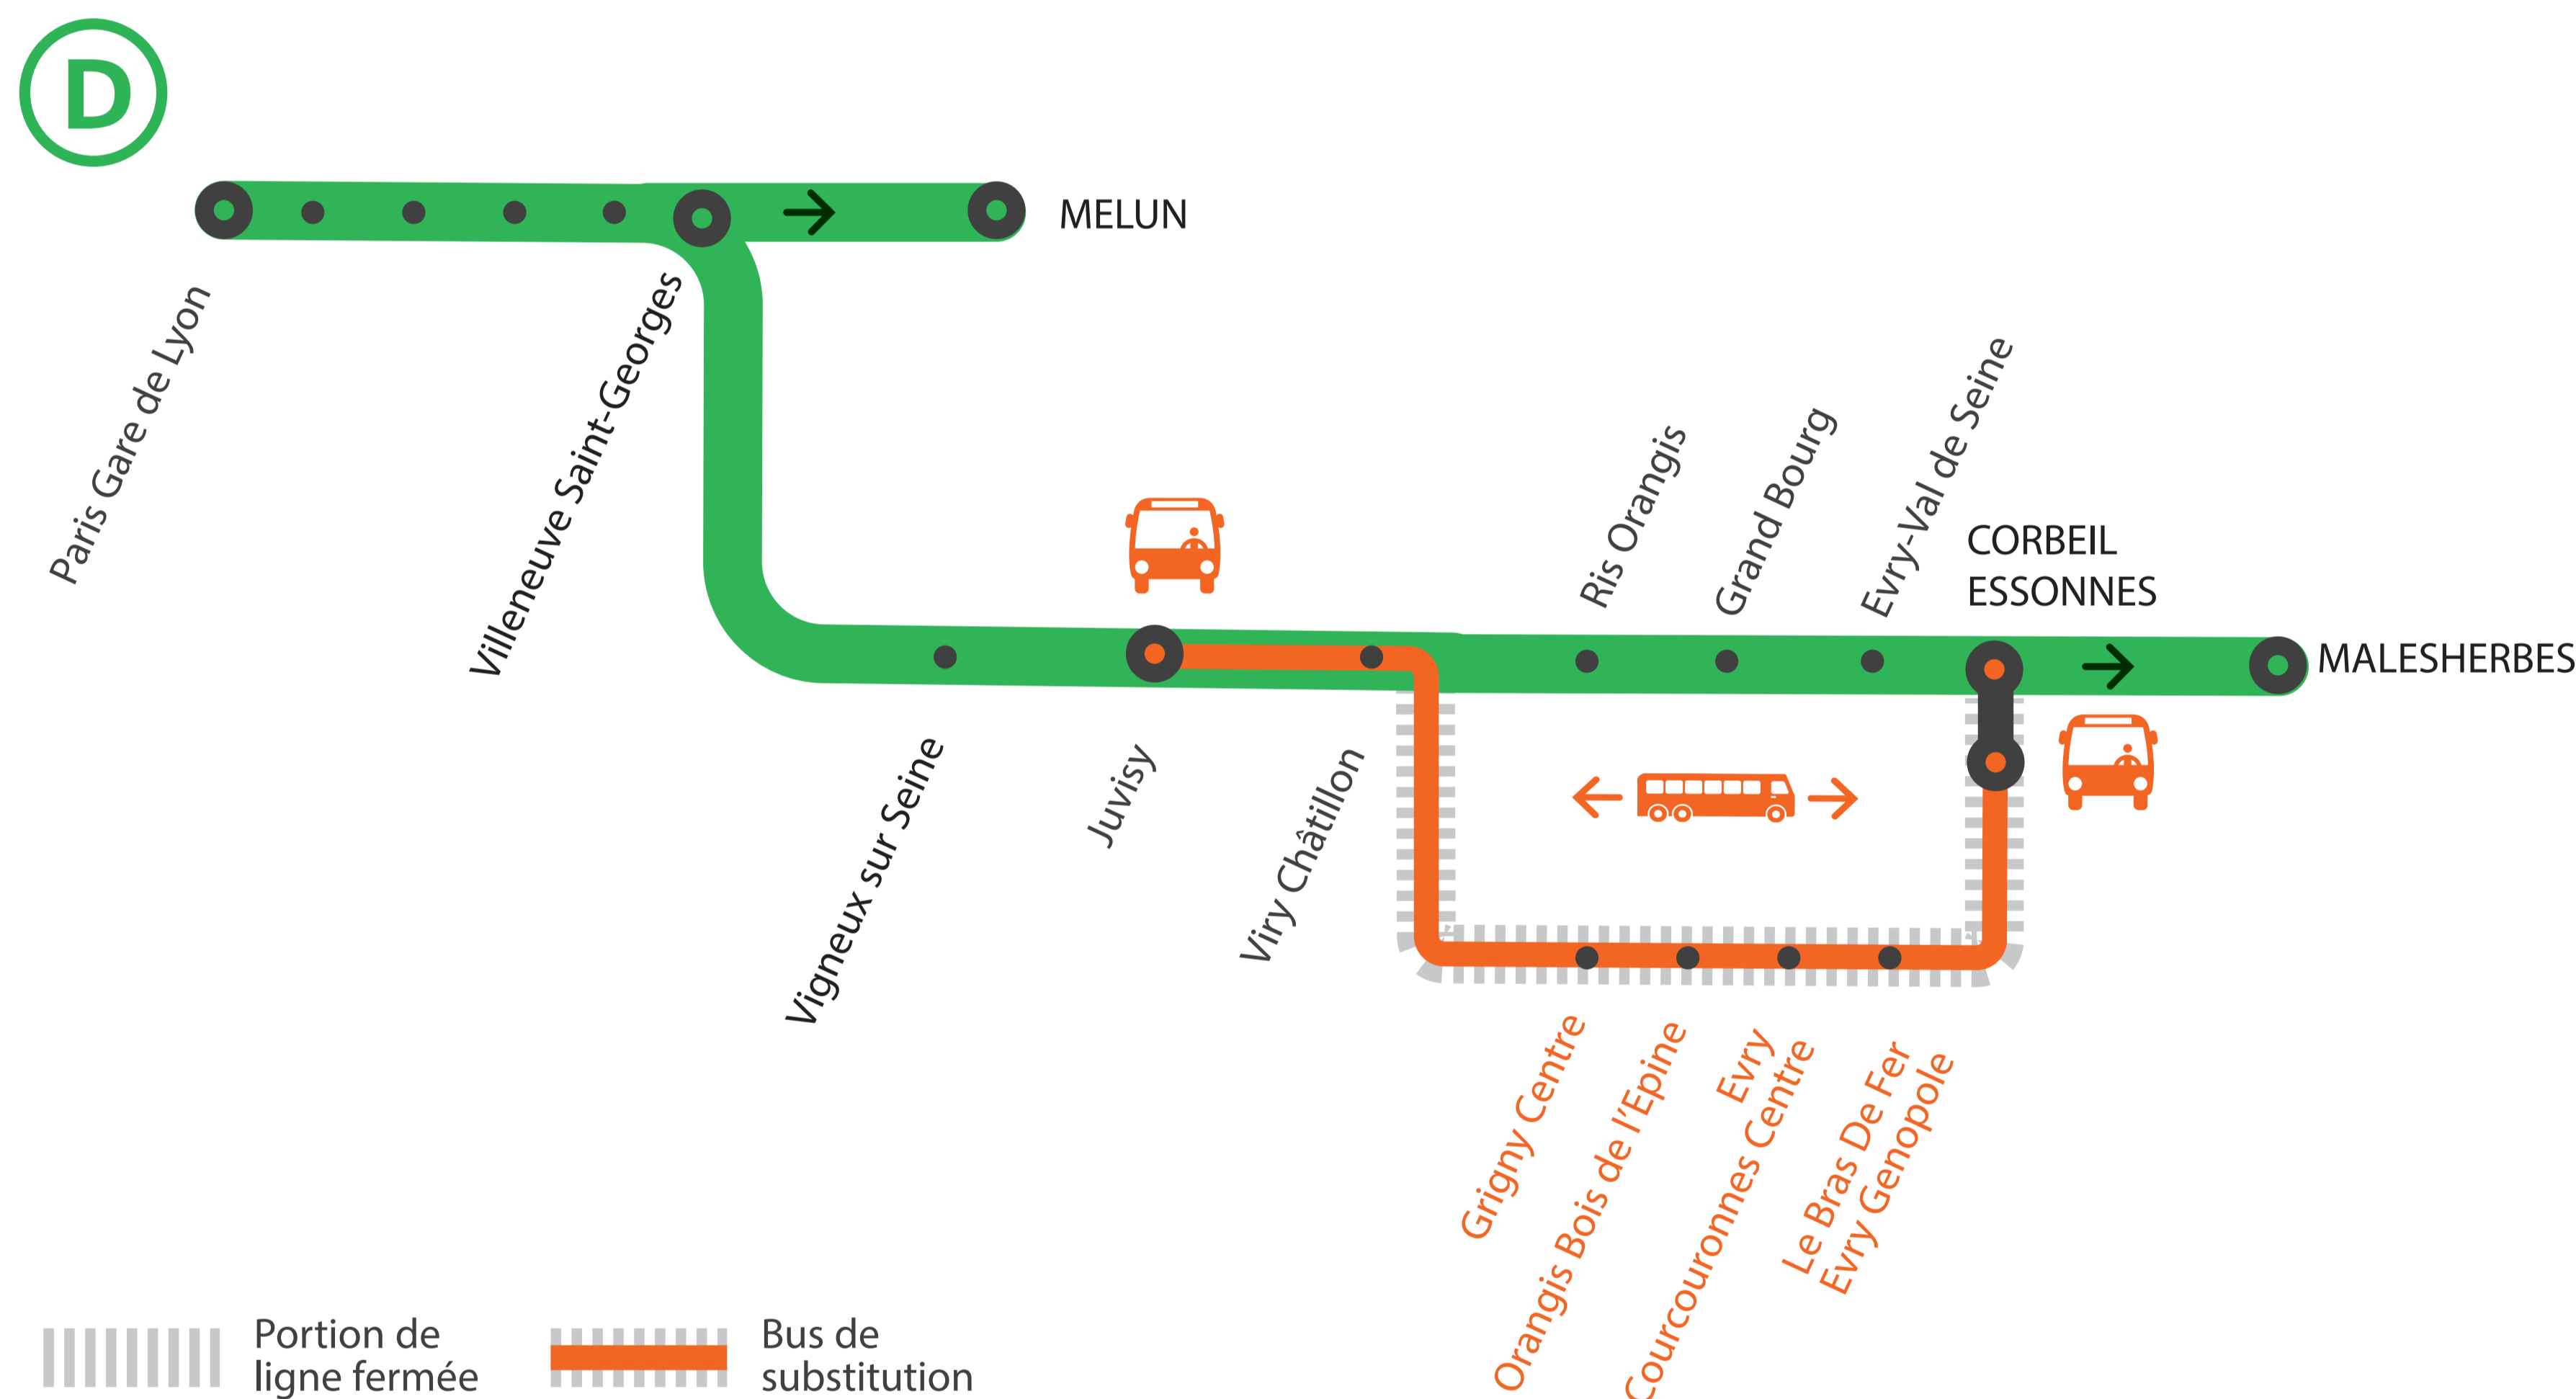 D
MELUN
Paris Gare de Lyon
Villeneuve Saint-Georges
Vigneux sur Seine
Juvisy
Viry Châtillon
Ris Orangis
Grand Bourg
Evry-Val de Seine
CORBEIL
ESSONNES
MALESHERBES
Grigny Centre
Orangis Bois de l'Epine
Evry
Courcouronnes Centre
Le Bras De Fer
Evry Genopole
Portion de
ligne fermée
Bus de
substitution